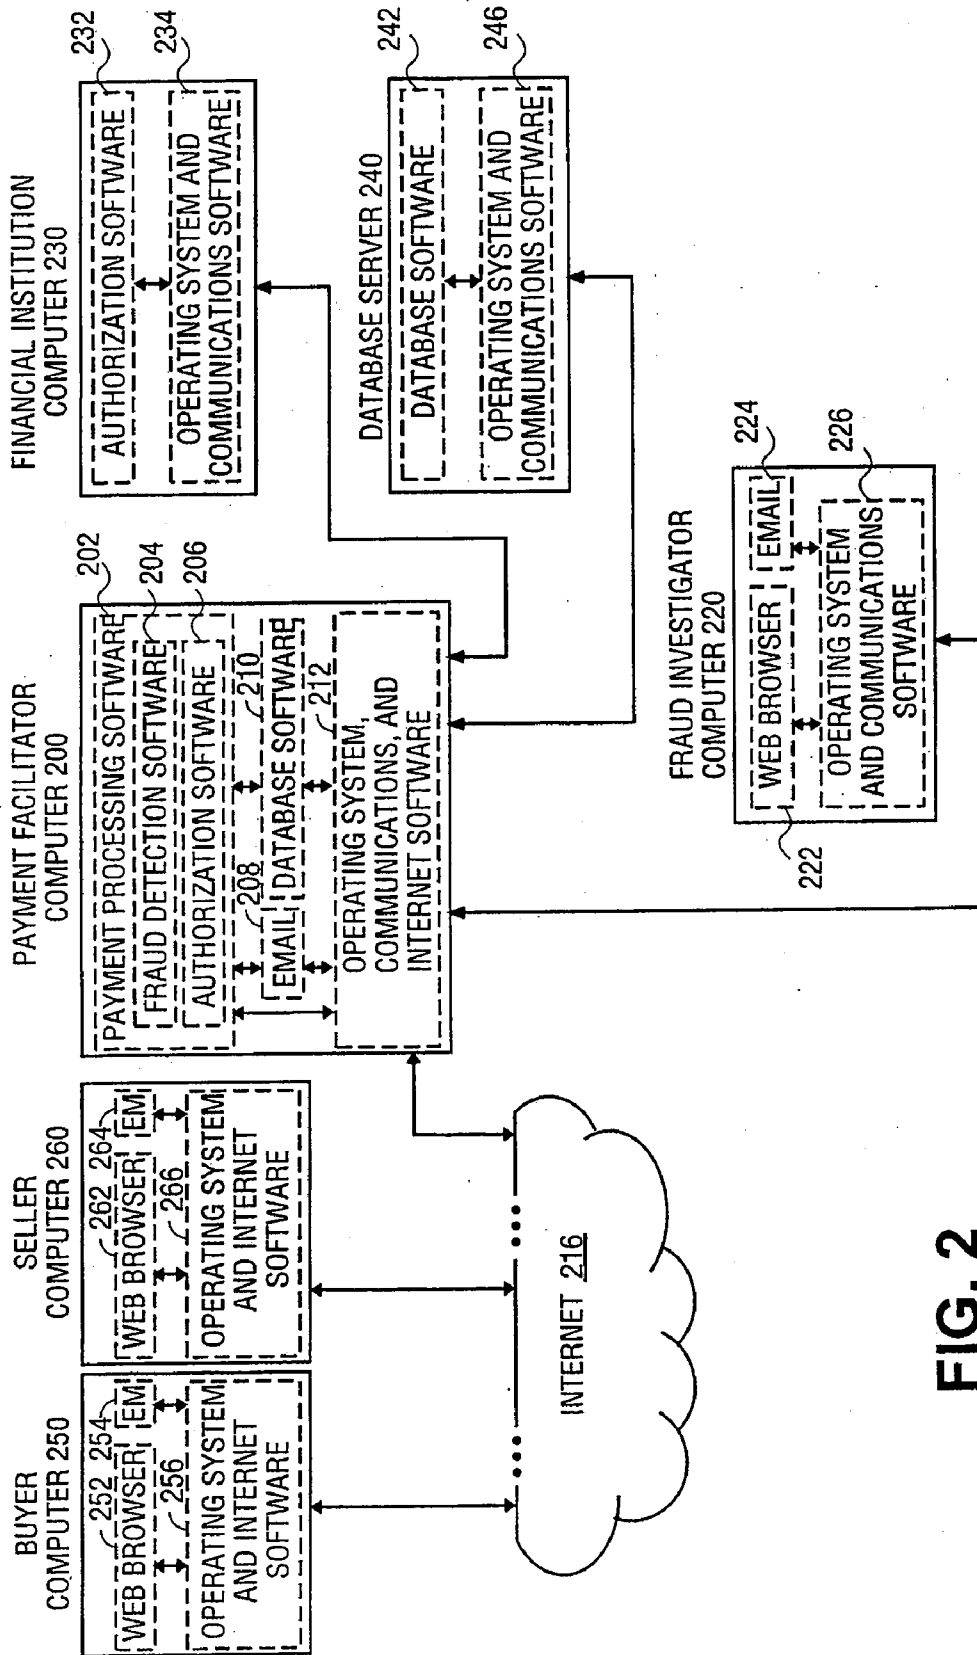 BUYER
COMPUTER 250
252
254
WEB BROWSER
EM
256
OPERATING SYSTEM
AND INTERNET
SOFTWARE
SELLER
COMPUTER 260
262
264
WEB BROWSER
EM
266
OPERATING SYSTEM
AND INTERNET
SOFTWARE
PAYMENT FACILITATOR
COMPUTER 200
202
PAYMENT PROCESSING SOFTWARE
204
FRAUD DETECTION SOFTWARE
206
AUTHORIZATION SOFTWARE
208
210
EMAIL
DATABASE SOFTWARE
212
OPERATING SYSTEM,
COMMUNICATIONS, AND
INTERNET SOFTWARE
FINANCIAL INSTITUTION
COMPUTER 230
232
AUTHORIZATION SOFTWARE
234
OPERATING SYSTEM AND
COMMUNICATIONS SOFTWARE
DATABASE SERVER 240
242
DATABASE SOFTWARE
246
OPERATING SYSTEM AND
COMMUNICATIONS SOFTWARE
INTERNET 216
FRAUD INVESTIGATOR
COMPUTER 220
222
WEB BROWSER
224
EMAIL
226
OPERATING SYSTEM
AND COMMUNICATIONS
SOFTWARE
FIG. 2